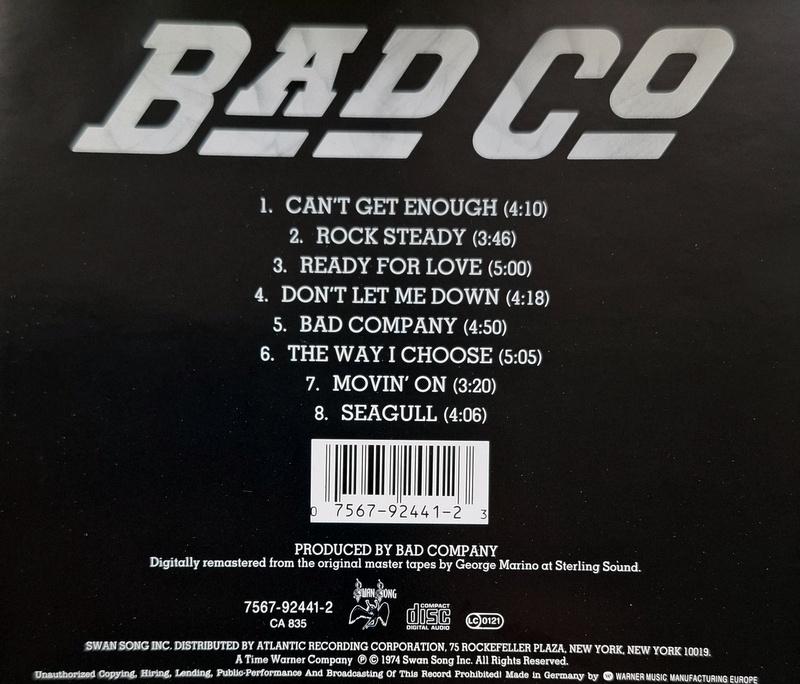 BAD CO
1. CAN'T GET ENOUGH (4:10)
2. ROCK STEADY (3:46)
3. READY FOR LOVE (5:00)
4. DON'T LET ME DOWN (4:18)
5. BAD COMPANY (4:50)
6. THE WAY I CHOOSE (5:05)
7. MOVIN' ON (3:20)
8. SEAGULL (4:06)
0 7567-92441-2 3
PRODUCED BY BAD COMPANY
Digitally remastered from the original master tapes by George Marino at Sterling Sound.
SWAN SONG
7567-92441-2
CA 835
COMPACT
disc
DIGITAL AUDIO
LC 0121
SWAN SONG INC. DISTRIBUTED BY ATLANTIC RECORDING CORPORATION, 75 ROCKEFELLER PLAZA, NEW YORK, NEW YORK 10019.
A Time Warner Company ℗ © 1974 Swan Song Inc. All Rights Reserved.
Unauthorized Copying, Hiring, Lending, Public-Performance And Broadcasting Of This Record Prohibited! Made in Germany by WARNER MUSIC MANUFACTURING EUROPE